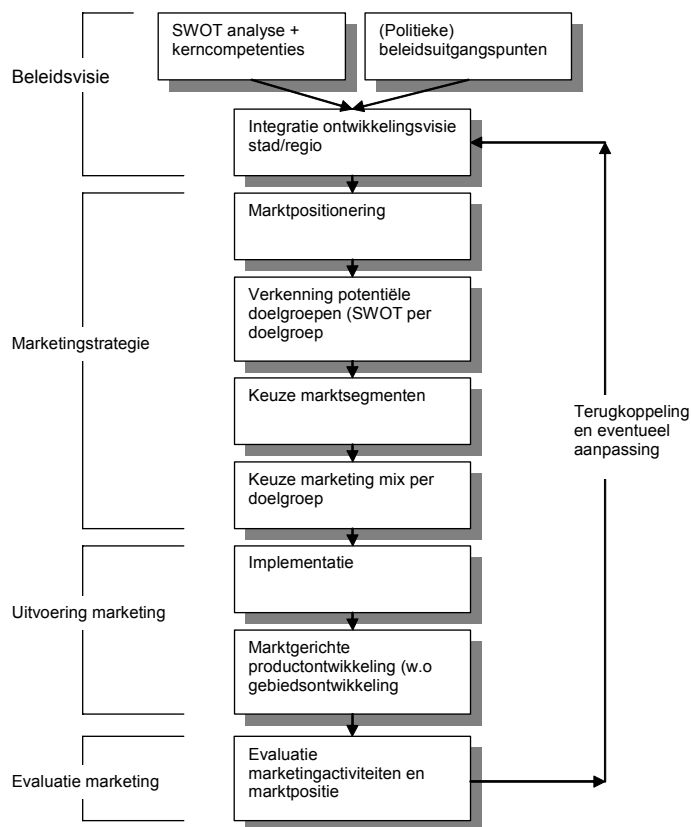 SWOT analyse +
kerncompetenties
(Politieke)
beleidsuitgangspunten
Beleidsvisie
Integratie ontwikkelingsvisie
stad/regio
Marktpositionering
Verkenning potentiële
doelgroepen (SWOT per
doelgroep
Marketingstrategie
Keuze marktsegmenten
Terugkoppeling
en eventueel
aanpassing
Keuze marketing mix per
doelgroep
Implementatie
Uitvoering marketing
Marktgerichte
productontwikkeling (w.o
gebiedsontwikkeling
Evaluatie
marketingactiviteiten en
marktpositie
Evaluatie marketing